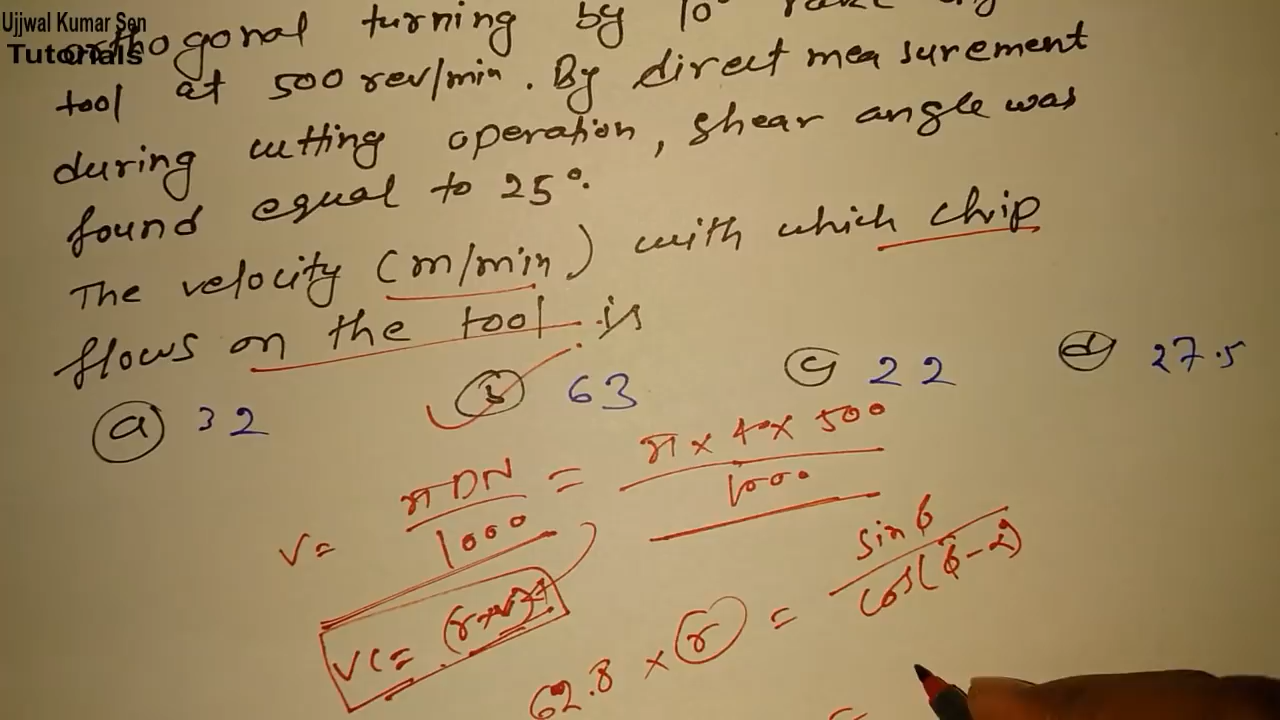 Ujjwal Kumar Sen
Tutorials
orthogonal turning by 10°
tool at 500 rev/min. By direct measurement
during cutting operation, shear angle was
found equal to 25°.
The velocity (m/min) with which chip
flows on the tool is
(a) 32 (b) 63 (c) 22 (d) 27.5
V = πDN/1000 = π × 40 × 500/1000
Vc = (r × V)
62.8 × r = sin ϕ/cos(ϕ - α)